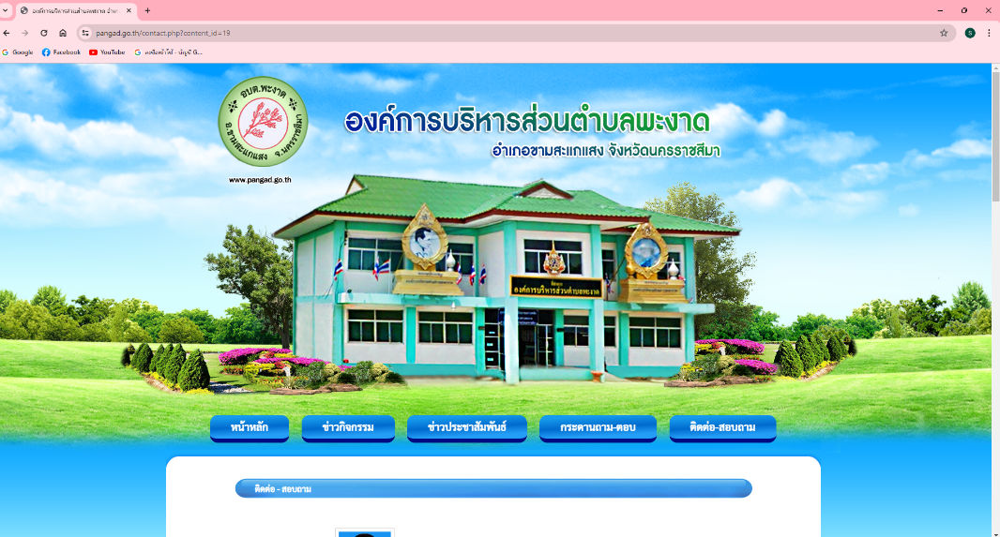 องค์การบริหารส่วนตำบลพะงาด อำเภ
pangad.go.th/contact.php?content_id=19
S
Google Facebook YouTube
อบต.พะงาด
อ.ขามสะแกแสง จ.นครราชสีมา
www.pangad.go.th
องค์การบริหารส่วนตำบลพะงาด
อำเภอขามสะแกแสง จังหวัดนครราชสีมา
ที่ทำการ
องค์การบริหารส่วนตำบลพะงาด
หน้าหลัก ข่าวกิจกรรม ข่าวประชาสัมพันธ์ กระดานถาม-ตอบ ติดต่อ-สอบถาม
ติดต่อ - สอบถาม